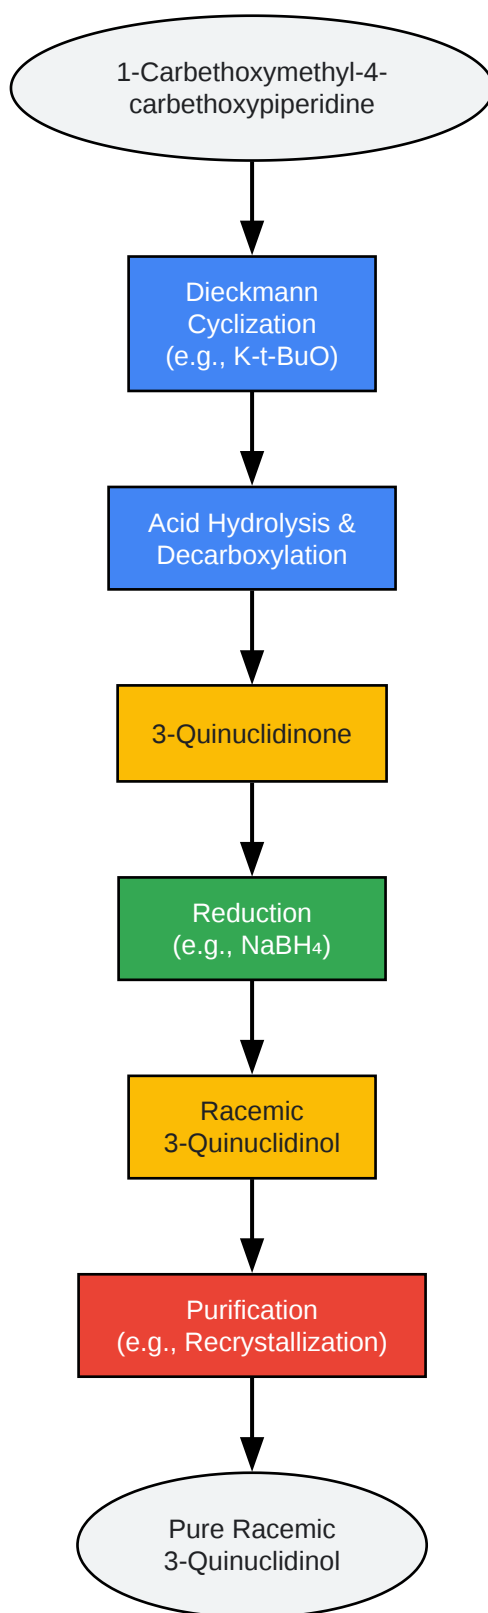 1-Carbethoxymethyl-4-
carbethoxypiperidine
Dieckmann
Cyclization
(e.g., K-t-BuO)
Acid Hydrolysis &
Decarboxylation
3-Quinuclidinone
Reduction
(e.g., NaBH₄)
Racemic
3-Quinuclidinol
Purification
(e.g., Recrystallization)
Pure Racemic
3-Quinuclidinol